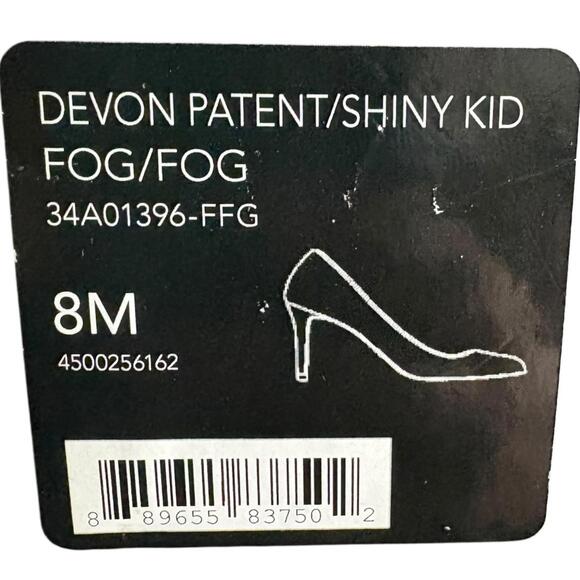 DEVON PATENT/SHINY KID
FOG/FOG
34A01396-FFG
8M
4500256162
8 89655 83750 2